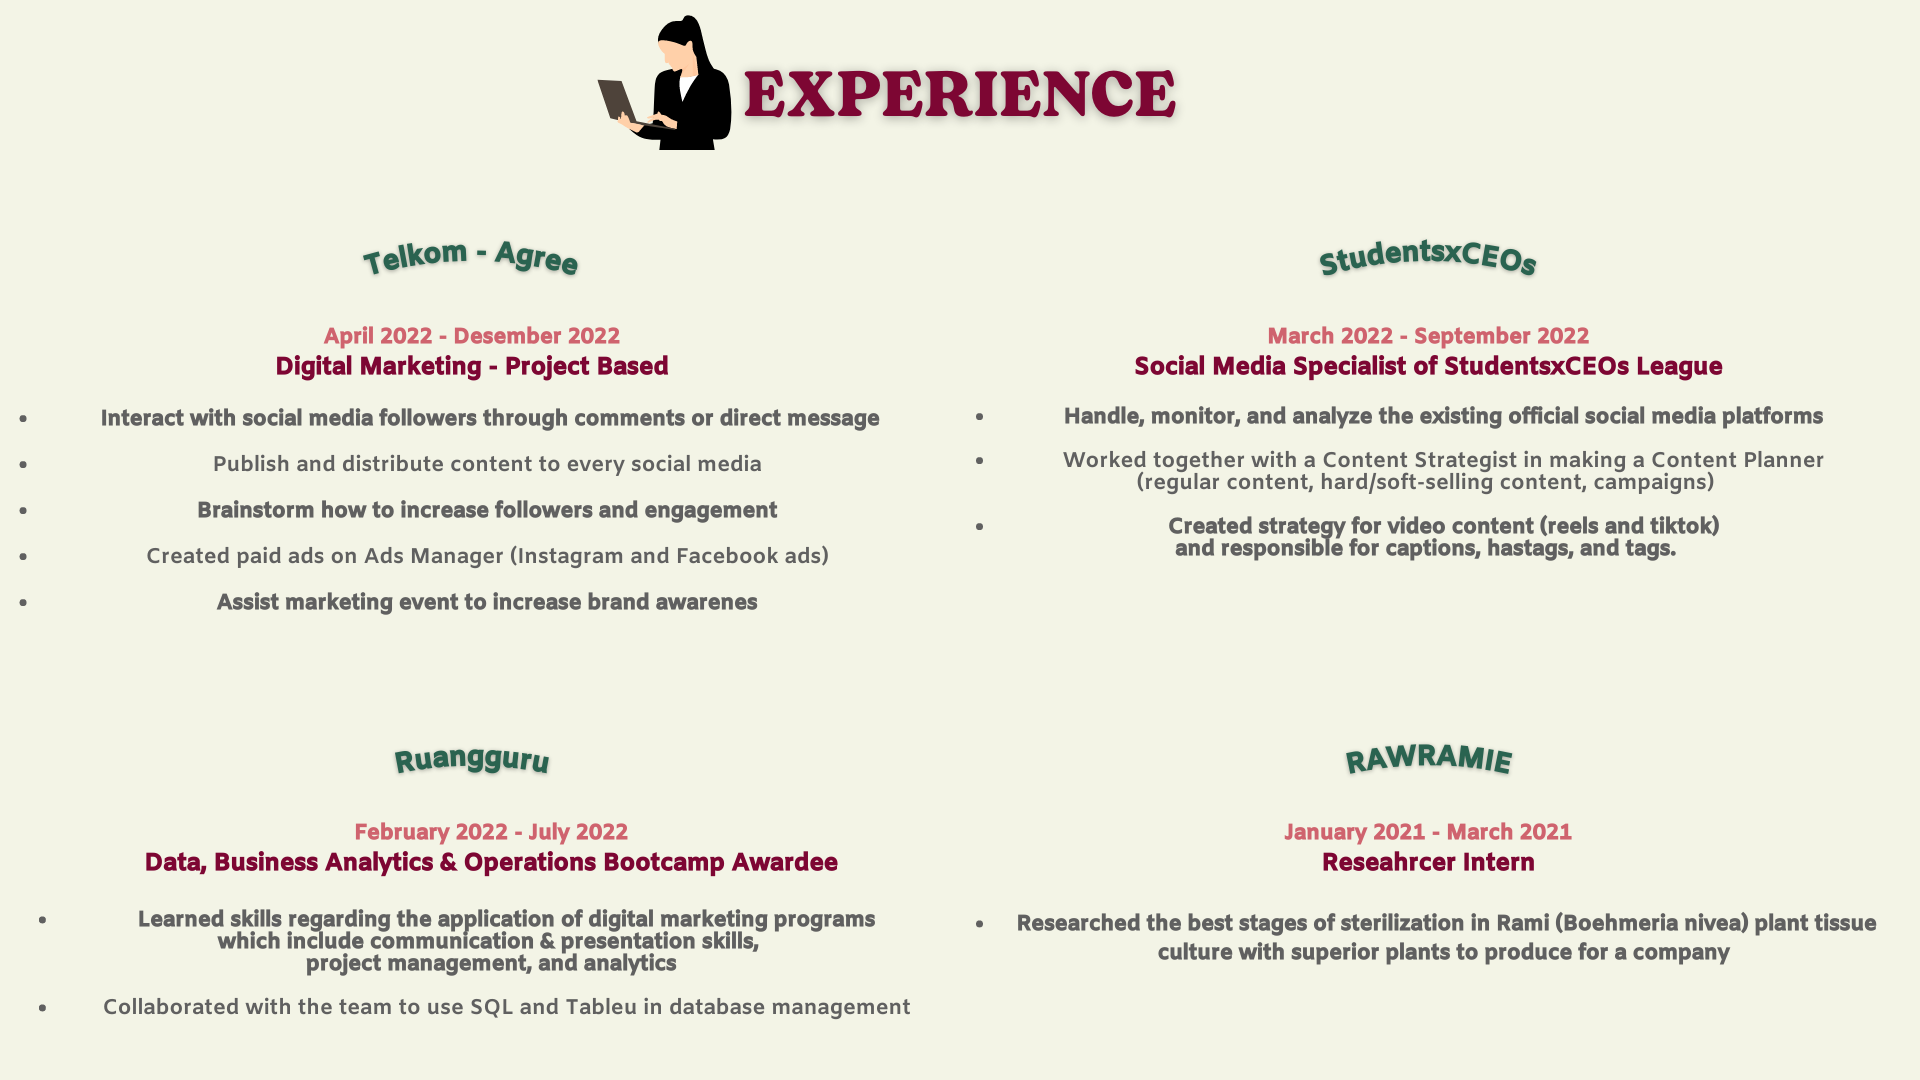 EXPERIENCE
Telkom - Agree
April 2022 - Desember 2022
Digital Marketing - Project Based
• Interact with social media followers through comments or direct message
• Publish and distribute content to every social media
• Brainstorm how to increase followers and engagement
• Created paid ads on Ads Manager (Instagram and Facebook ads)
• Assist marketing event to increase brand awarenes
StudentsxCEOs
March 2022 - September 2022
Social Media Specialist of StudentsxCEOs League
• Handle, monitor, and analyze the existing official social media platforms
• Worked together with a Content Strategist in making a Content Planner
(regular content, hard/soft-selling content, campaigns)
• Created strategy for video content (reels and tiktok)
and responsible for captions, hastags, and tags.
Ruangguru
February 2022 - July 2022
Data, Business Analytics & Operations Bootcamp Awardee
• Learned skills regarding the application of digital marketing programs
which include communication & presentation skills,
project management, and analytics
• Collaborated with the team to use SQL and Tableu in database management
RAWRAMIE
January 2021 - March 2021
Reseahrcer Intern
• Researched the best stages of sterilization in Rami (Boehmeria nivea) plant tissue
culture with superior plants to produce for a company